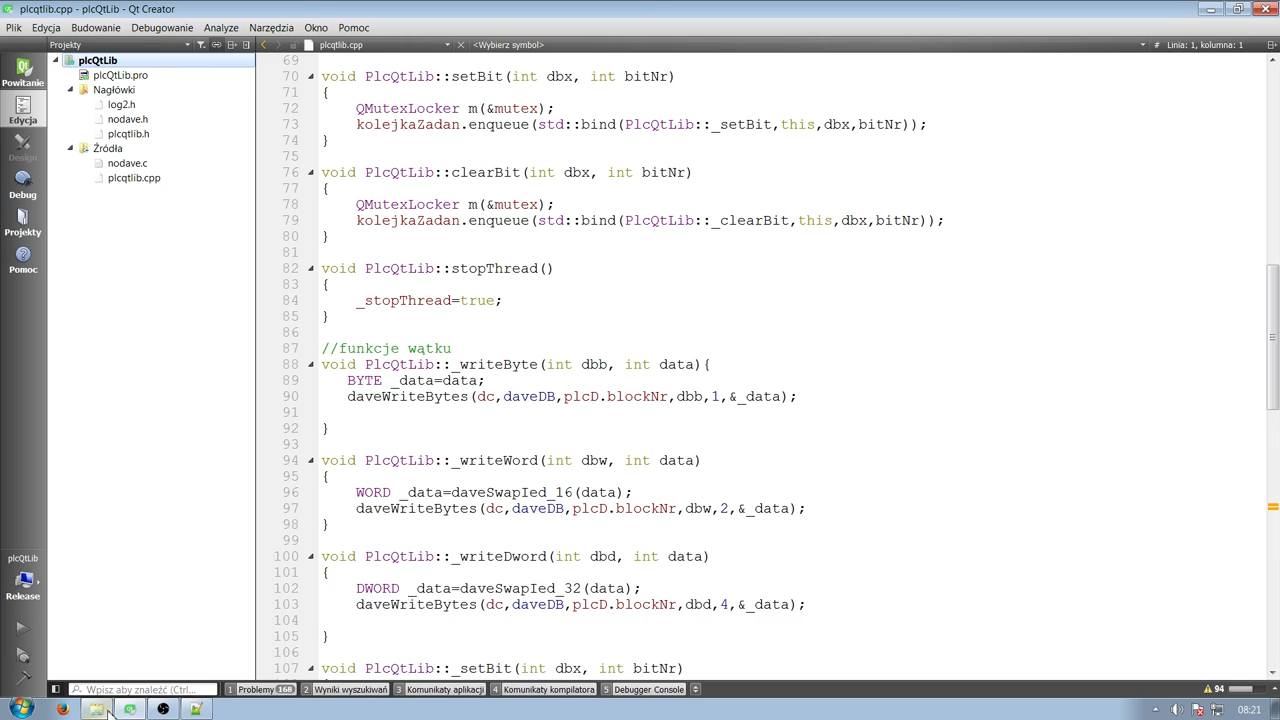 plcqtlib.cpp - plcQtLib - Qt Creator
Plik Edycja Budowanie Debugowanie Analyze Narzędzia Okno Pomoc
Projekty plcqtlib.cpp <Wybierz symbol> # Linia: 1, kolumna: 1
Powitanie
Edycja
Design
Debug
Projekty
Pomoc
plcQtLib
Release
plcQtLib
plcQtLib.pro
Nagłówki
log2.h
nodave.h
plcqtlib.h
Źródła
nodave.c
plcqtlib.cpp
69
70 void PlcQtLib::setBit(int dbx, int bitNr)
71 {
72 QMutexLocker m(&mutex);
73 kolejkaZadan.enqueue(std::bind(PlcQtLib::_setBit,this,dbx,bitNr));
74 }
75
76 void PlcQtLib::clearBit(int dbx, int bitNr)
77 {
78 QMutexLocker m(&mutex);
79 kolejkaZadan.enqueue(std::bind(PlcQtLib::_clearBit,this,dbx,bitNr));
80 }
81
82 void PlcQtLib::stopThread()
83 {
84 _stopThread=true;
85 }
86
87 //funkcje wątku
88 void PlcQtLib::_writeByte(int dbb, int data){
89 BYTE _data=data;
90 daveWriteBytes(dc,daveDB,plcD.blockNr,dbb,1,&_data);
91
92 }
93
94 void PlcQtLib::_writeWord(int dbw, int data)
95 {
96 WORD _data=daveSwapIed_16(data);
97 daveWriteBytes(dc,daveDB,plcD.blockNr,dbw,2,&_data);
98 }
99
100 void PlcQtLib::_writeDword(int dbd, int data)
101 {
102 DWORD _data=daveSwapIed_32(data);
103 daveWriteBytes(dc,daveDB,plcD.blockNr,dbd,4,&_data);
104
105 }
106
107 void PlcQtLib::_setBit(int dbx, int bitNr)
Wpisz aby znaleźć (Ctrl... 1 Problemy 168 2 Wyniki wyszukiwań 3 Komunikaty aplikacji 4 Komunikaty kompilatora 5 Debugger Console 94
08:21